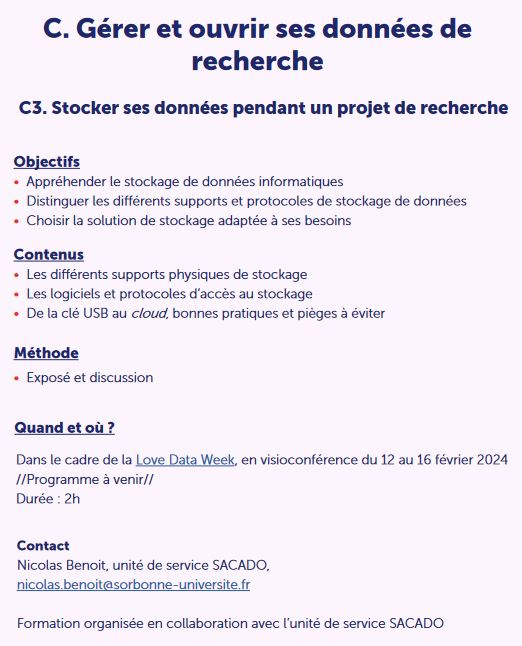 C. Gérer et ouvrir ses données de
recherche
C3. Stocker ses données pendant un projet de recherche
Objectifs
• Appréhender le stockage de données informatiques
• Distinguer les différents supports et protocoles de stockage de données
• Choisir la solution de stockage adaptée à ses besoins
Contenus
• Les différents supports physiques de stockage
• Les logiciels et protocoles d’accès au stockage
• De la clé USB au cloud, bonnes pratiques et pièges à éviter
Méthode
• Exposé et discussion
Quand et où ?
Dans le cadre de la Love Data Week, en visioconférence du 12 au 16 février 2024
//Programme à venir//
Durée : 2h
Contact
Nicolas Benoit, unité de service SACADO,
nicolas.benoit@sorbonne-universite.fr
Formation organisée en collaboration avec l’unité de service SACADO